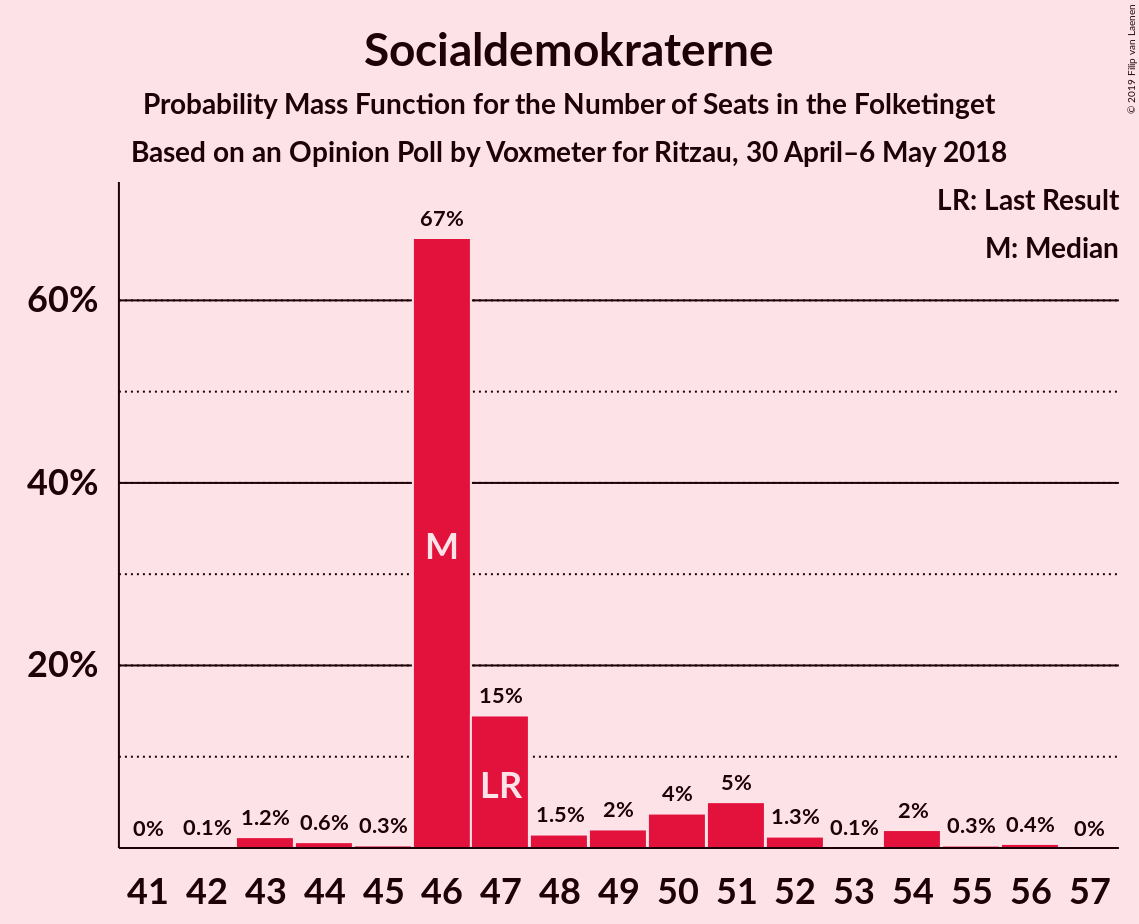 Socialdemokraterne
Probability Mass Function for the Number of Seats in the Folketinget
Based on an Opinion Poll by Voxmeter for Ritzau, 30 April–6 May 2018
© 2019 Filip van Laenen
LR: Last Result
M: Median
60%
40%
20%
0% 0.1% 1.2% 0.6% 0.3% 67% 15% 1.5% 2% 4% 5% 1.3% 0.1% 2% 0.3% 0.4% 0%
M
LR
41 42 43 44 45 46 47 48 49 50 51 52 53 54 55 56 57